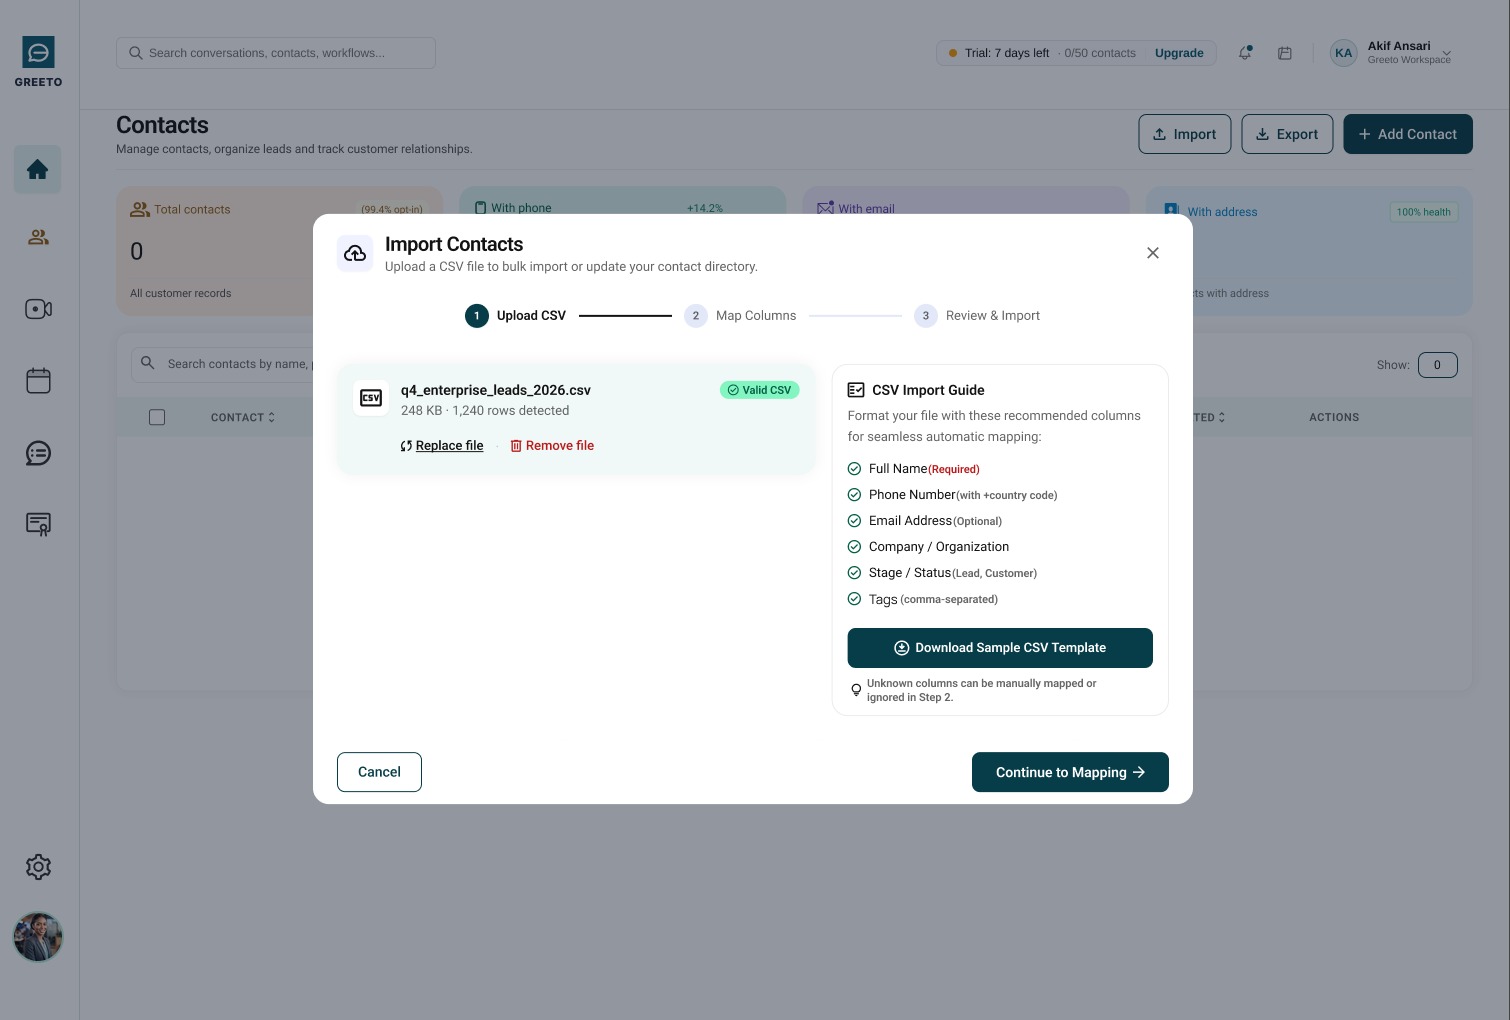 GREETO
Search conversations, contacts, workflows...
Trial: 7 days left · 0/50 contacts Upgrade
KA
Akif Ansari
Greeto Workspace
Contacts
Manage contacts, organize leads and track customer relationships.
Import
Export
+ Add Contact
Total contacts
(99.4% opt-in)
0
All customer records
With phone
+14.2%
With email
With address
100% health
with address
Search contacts by name,
Show: 0
CONTACT
ACTIONS
Import Contacts
Upload a CSV file to bulk import or update your contact directory.
1 Upload CSV
2 Map Columns
3 Review & Import
CSV
q4_enterprise_leads_2026.csv
Valid CSV
248 KB · 1,240 rows detected
Replace file · Remove file
CSV Import Guide
Format your file with these recommended columns
for seamless automatic mapping:
Full Name(Required)
Phone Number(with +country code)
Email Address(Optional)
Company / Organization
Stage / Status(Lead, Customer)
Tags (comma-separated)
Download Sample CSV Template
Unknown columns can be manually mapped or
ignored in Step 2.
Cancel
Continue to Mapping →